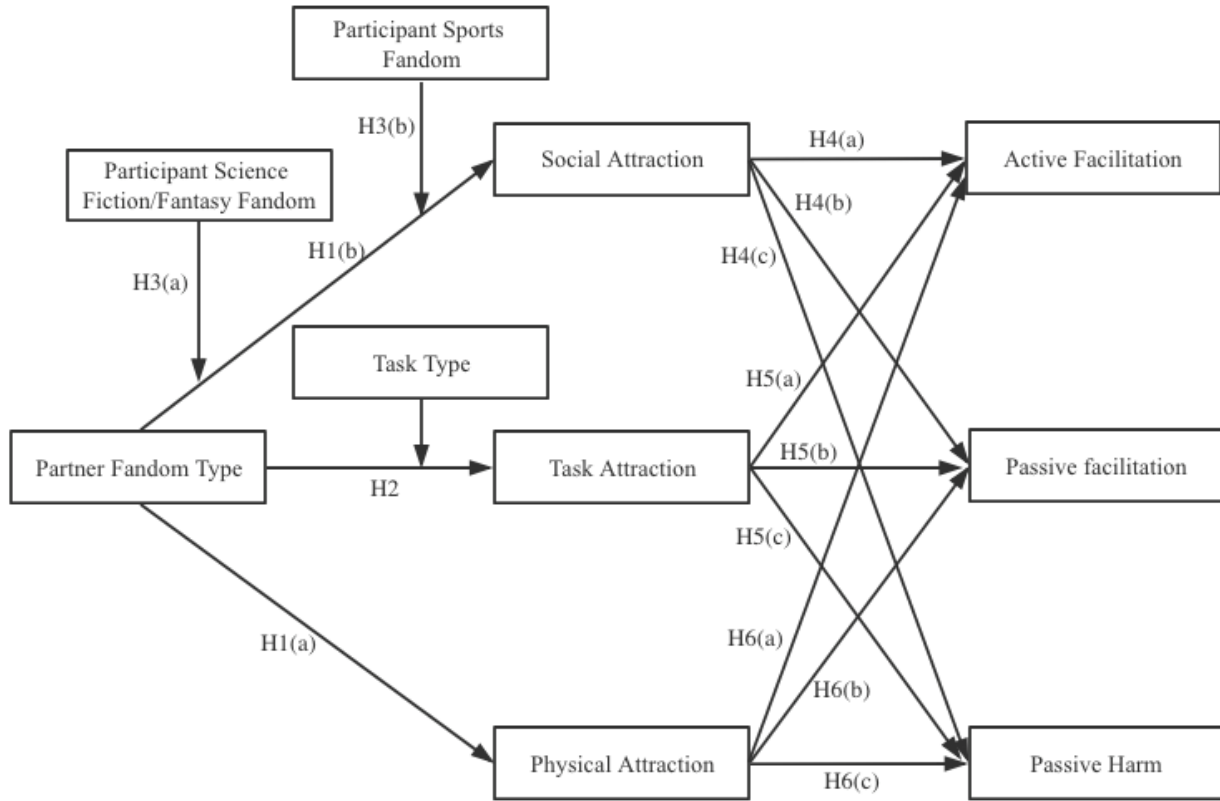 Participant Sports
Fandom
H3(b)
Participant Science
Fiction/Fantasy Fandom
H3(a)
H1(b)
Social Attraction
H4(a)
H4(b)
H4(c)
Active Facilitation
Task Type
Partner Fandom Type
H2
Task Attraction
H5(a)
H5(b)
H5(c)
Passive facilitation
H1(a)
Physical Attraction
H6(a)
H6(b)
H6(c)
Passive Harm